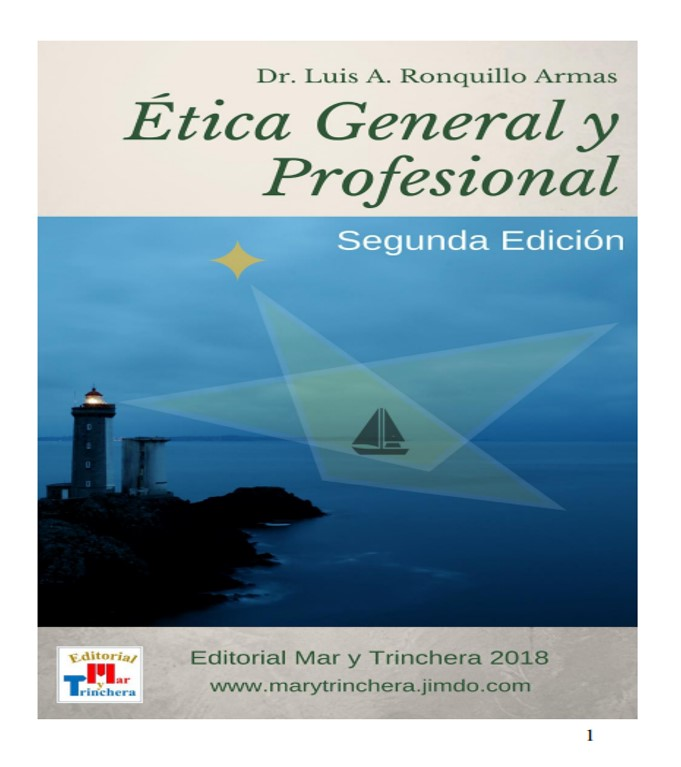 Dr. Luis A. Ronquillo Armas
Ética General y
Profesional
Segunda Edición
Editorial
Mar
y
Trinchera
Editorial Mar y Trinchera 2018
www.marytrinchera.jimdo.com
1